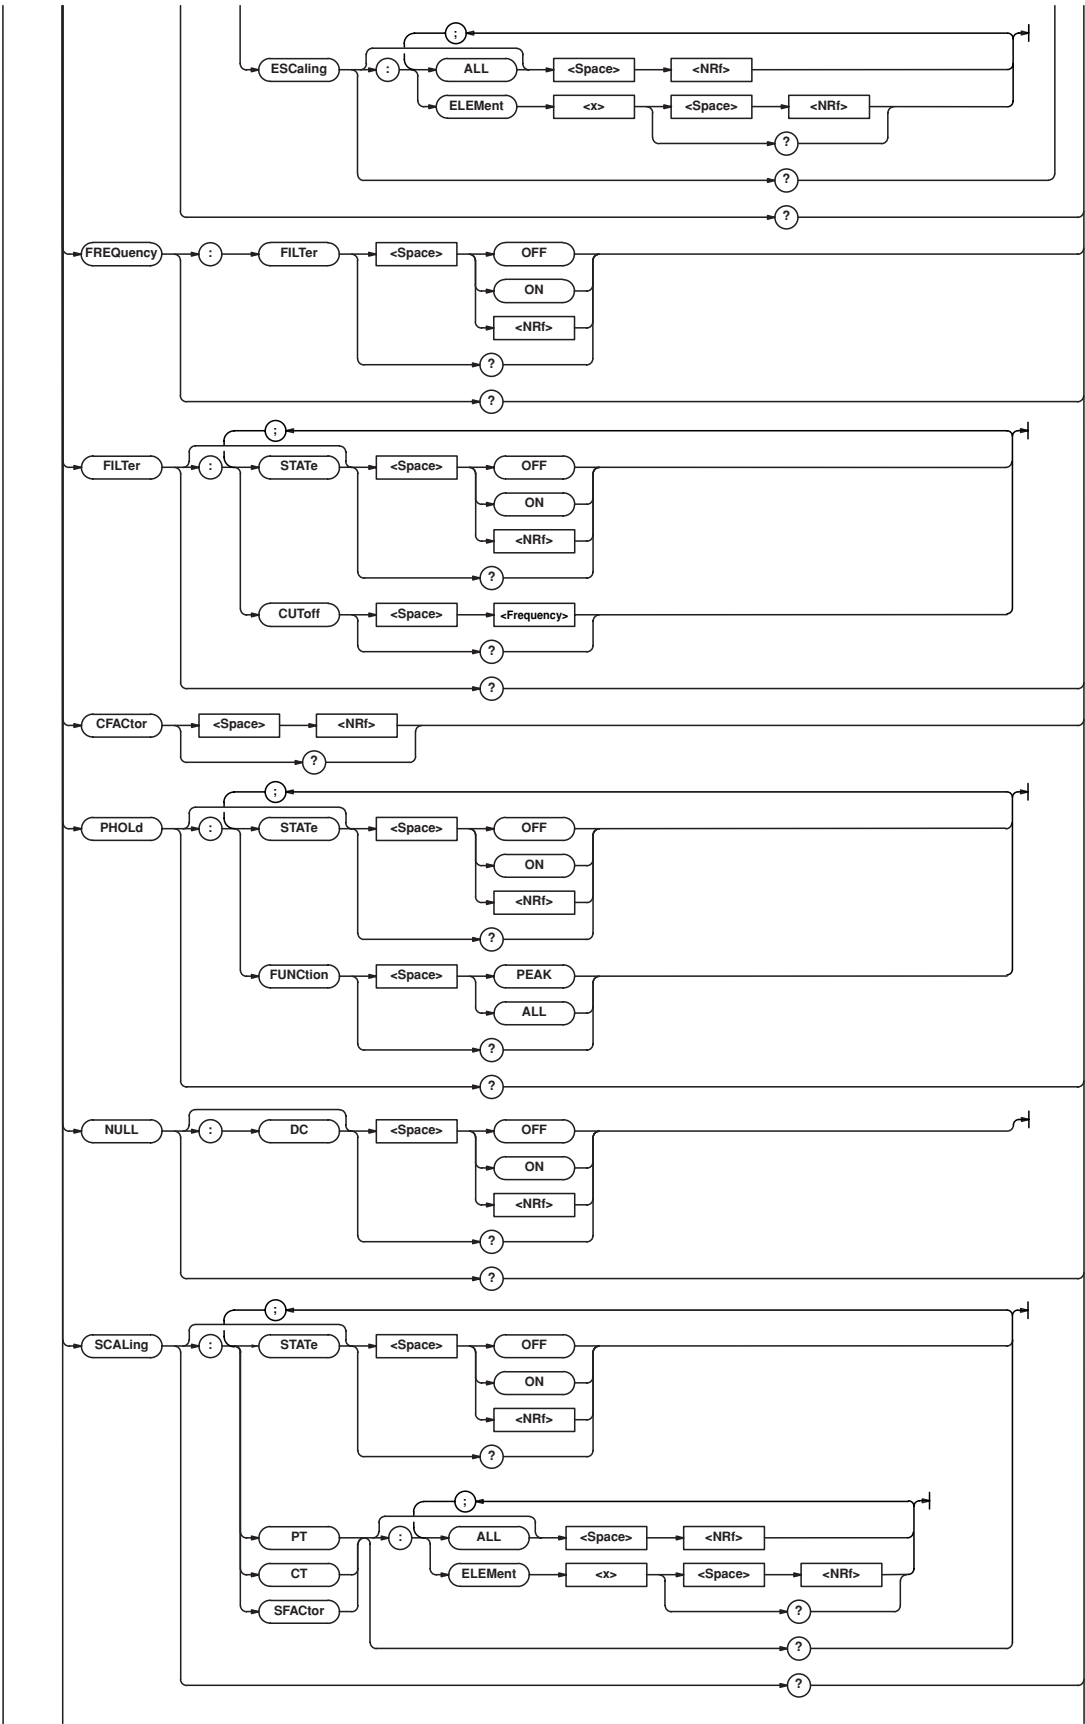 ;
ESCaling : ALL <Space> <NRf>
ELEMent <x> <Space> <NRf>
?
?
?
FREQuency : FILTer <Space> OFF
ON
<NRf>
?
?
;
FILTer : STATe <Space> OFF
ON
<NRf>
?
CUToff <Space> <Frequency>
?
?
CFACtor <Space> <NRf>
?
;
PHOLd : STATe <Space> OFF
ON
<NRf>
?
FUNCtion <Space> PEAK
ALL
?
?
NULL : DC <Space> OFF
ON
<NRf>
?
?
;
SCALing : STATe <Space> OFF
ON
<NRf>
?
;
PT : ALL <Space> <NRf>
CT ELEMent <x> <Space> <NRf>
SFACtor ?
?
?